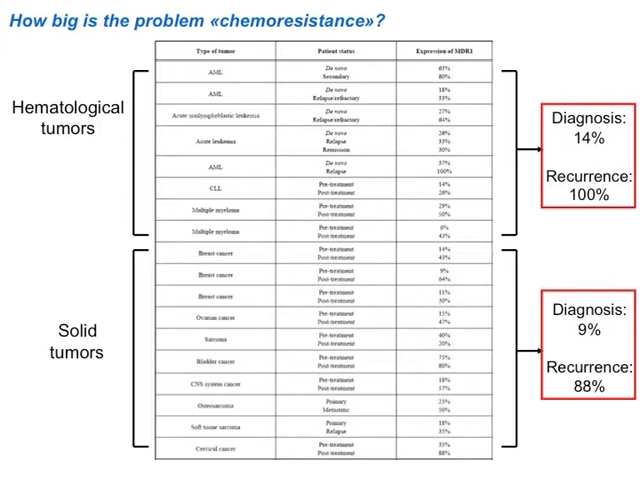 How big is the problem «chemoresistance»?
Type of tumor Patient status Expression of MDR1
Hematological tumors
AML De novo 65%
Secondary 80%
AML De novo 18%
Relapse/refractory 53%
Acute nonlymphoblastic leukemia De novo 27%
Relapse/refractory 64%
Acute leukemia De novo
Relapse
Remission 30%
AML De novo 57%
Relapse 100%
CLL Pre-treatment 14%
Post-treatment 26%
Multiple myeloma Pre-treatment 29%
Post-treatment 50%
Multiple myeloma Pre-treatment 6%
Post-treatment 43%
Diagnosis:
14%
Recurrence:
100%
Solid tumors
Breast cancer Pre-treatment 14%
Post-treatment 43%
Breast cancer Pre-treatment 9%
Post-treatment 64%
Breast cancer Pre-treatment 11%
Post-treatment 30%
Ovarian cancer Pre-treatment 15%
Post-treatment 47%
Sarcoma Pre-treatment 40%
Post-treatment 20%
Bladder cancer Pre-treatment 75%
Post-treatment 80%
CNS system cancer Pre-treatment 18%
Post-treatment 57%
Osteosarcoma Primary 23%
Metastatic 50%
Soft tissue sarcoma Primary 18%
Relapse 35%
Cervical cancer Pre-treatment 35%
Post-treatment 88%
Diagnosis:
9%
Recurrence:
88%